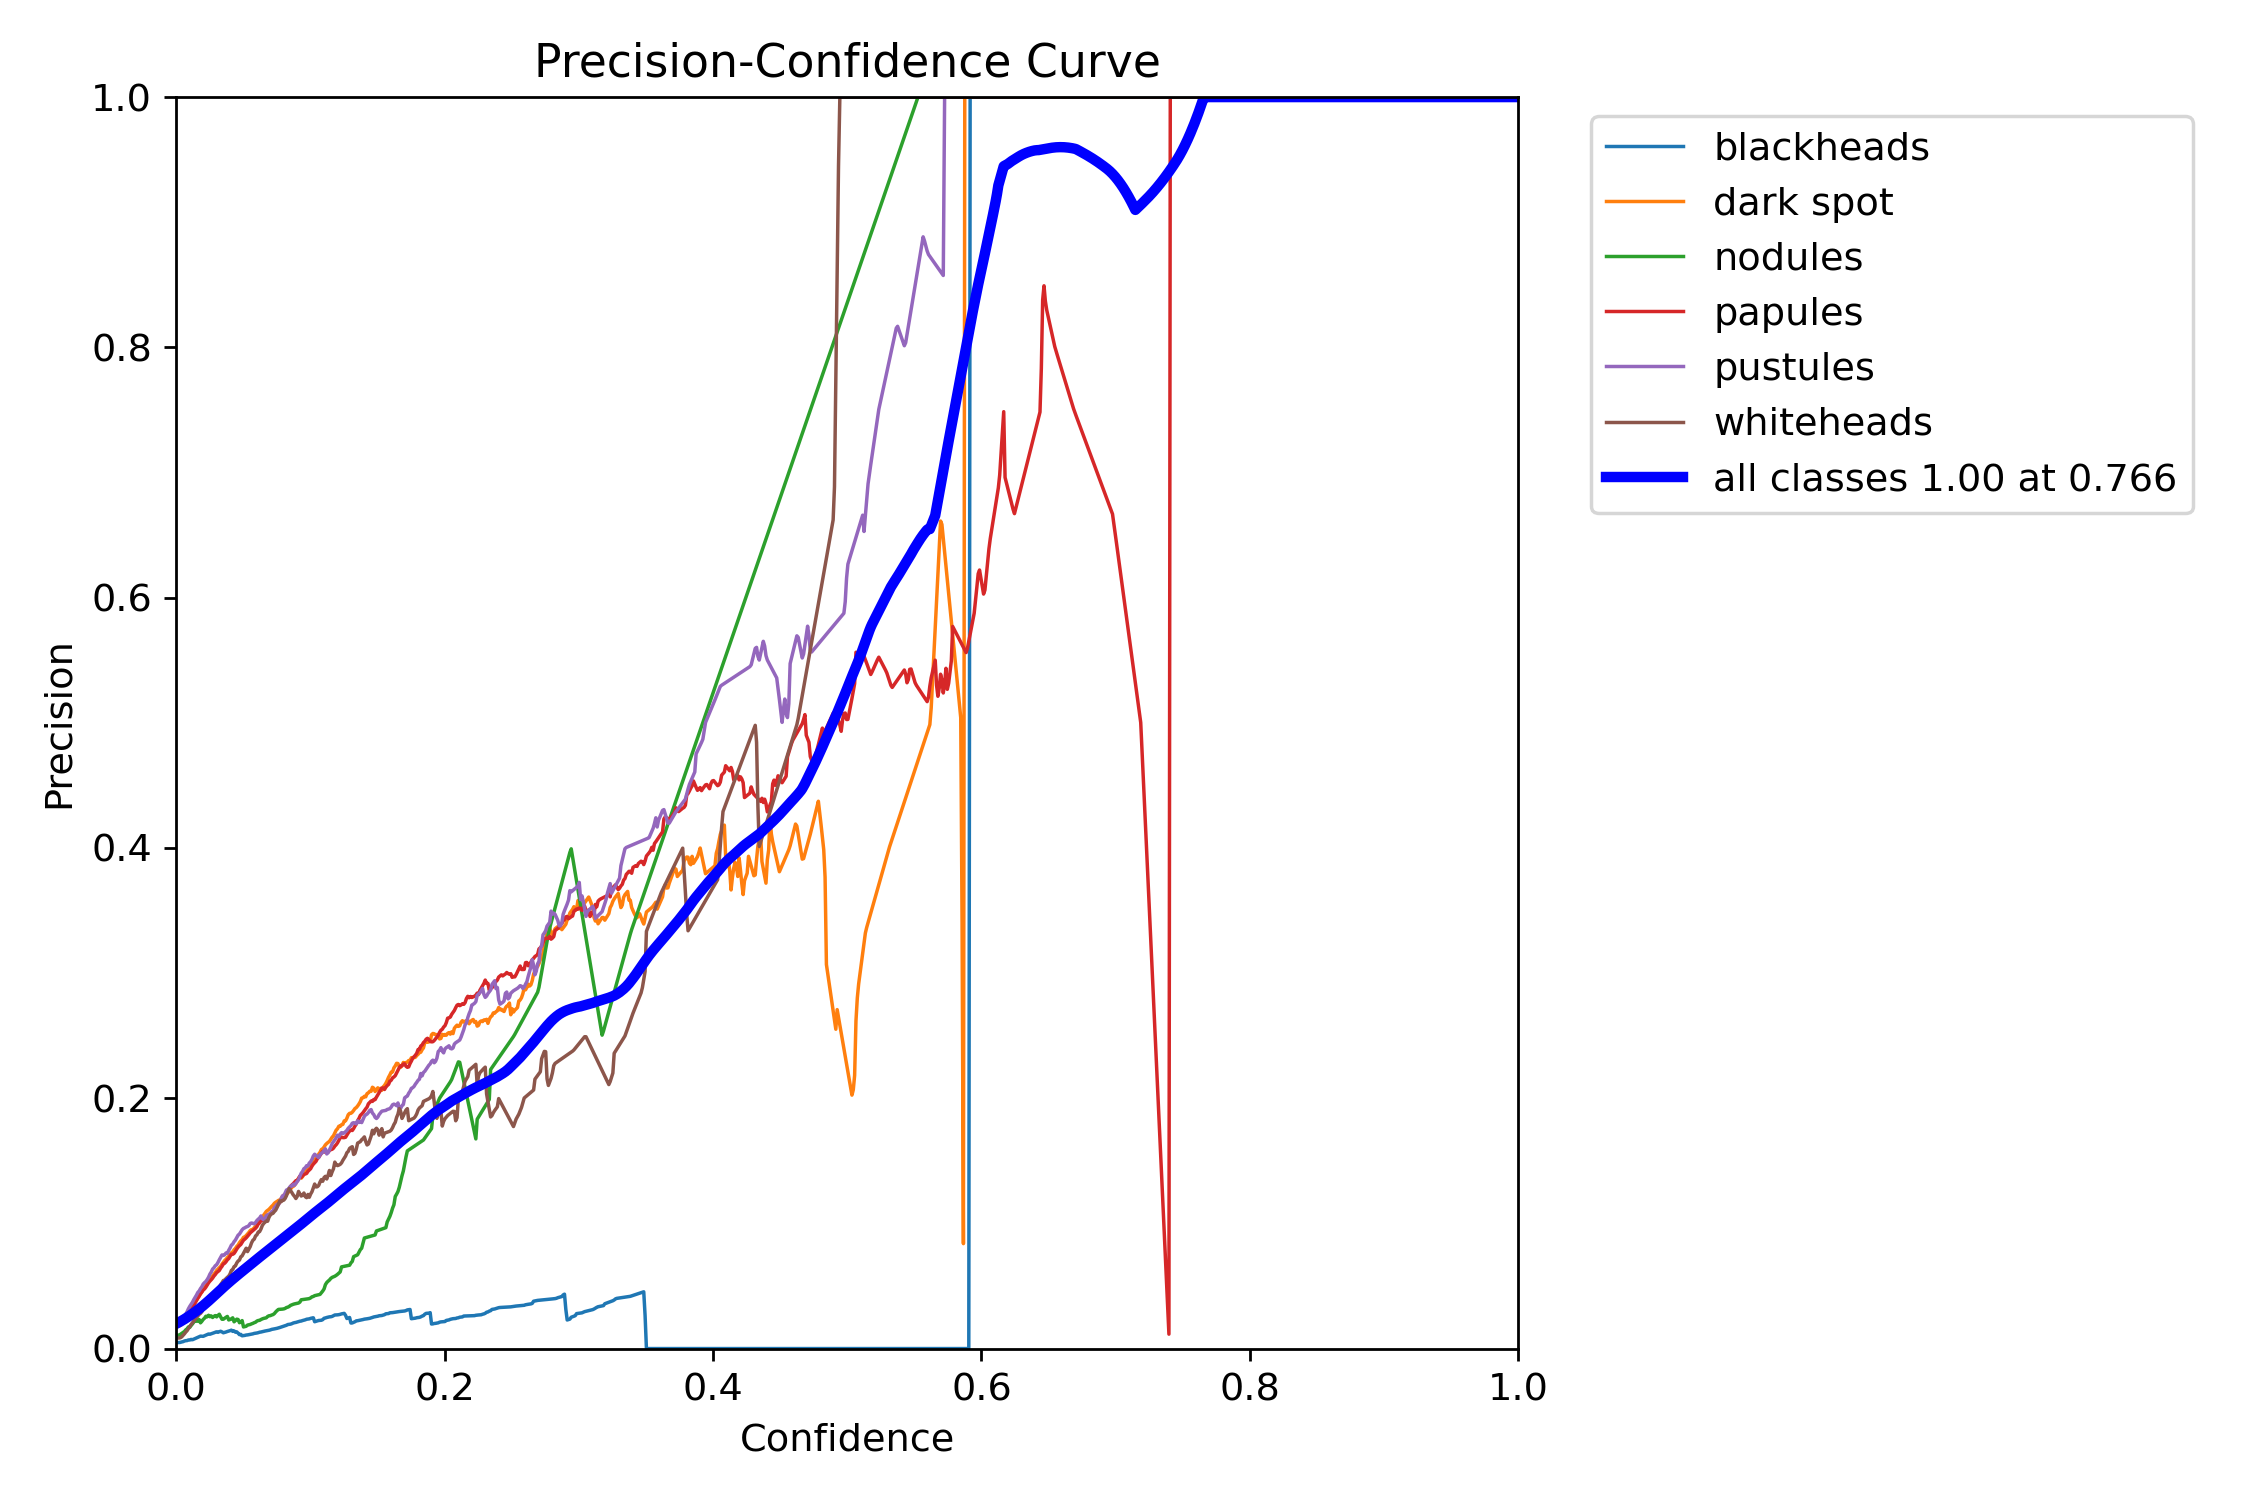 Precision-Confidence Curve
1.0
0.8
0.6
0.4
0.2
0.0
Precision
0.0 0.2 0.4 0.6 0.8 1.0
Confidence
blackheads
dark spot
nodules
papules
pustules
whiteheads
all classes 1.00 at 0.766